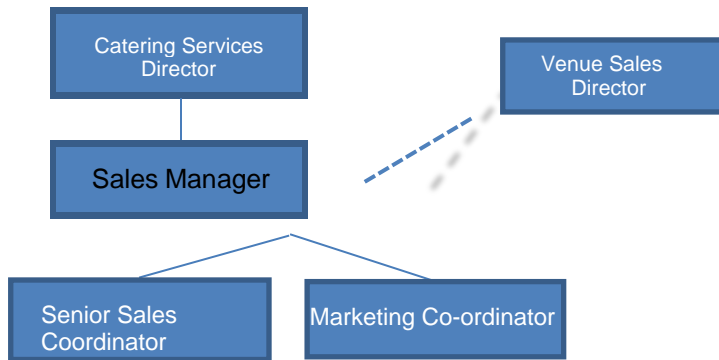 Catering Services
Director
Venue Sales
Director
Sales Manager
Senior Sales
Coordinator
Marketing Co-ordinator